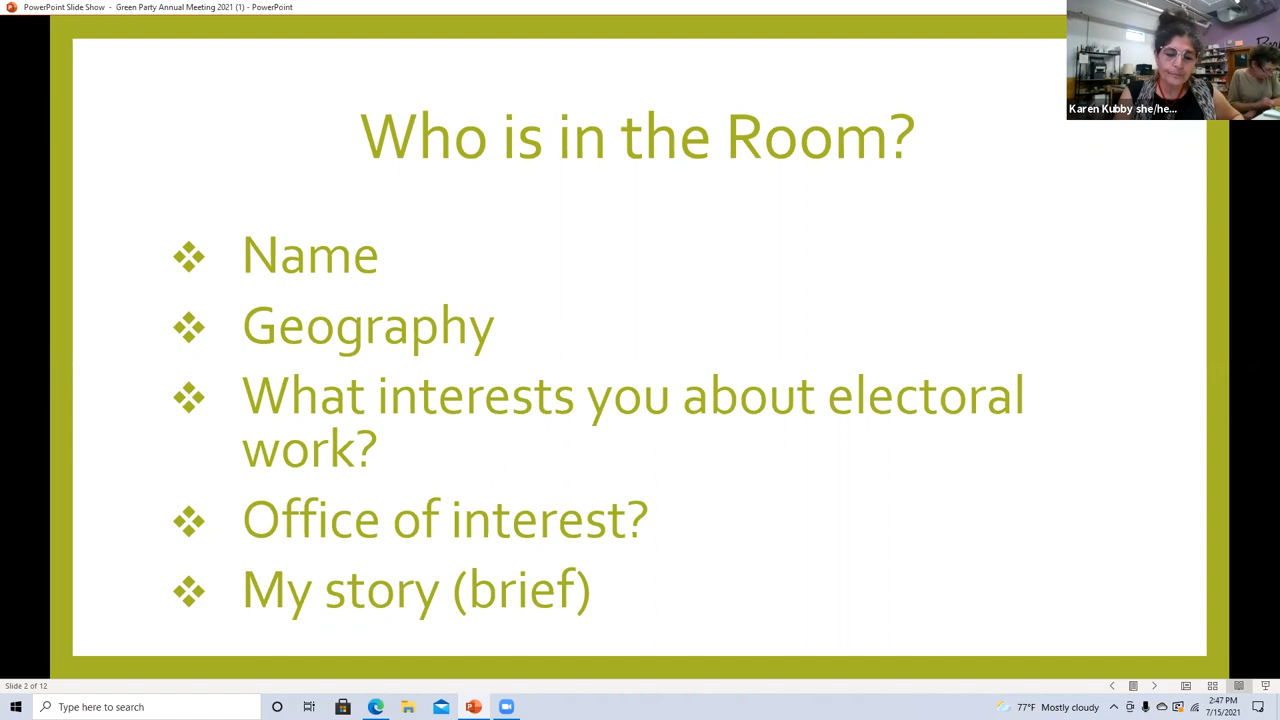 PowerPoint Slide Show - Green Party Annual Meeting 2021 (1) - PowerPoint
Karen Kubby she/he...
Who is in the Room?
❖ Name
❖ Geography
❖ What interests you about electoral
work?
❖ Office of interest?
❖ My story (brief)
Slide 2 of 12
Type here to search
77°F Mostly cloudy
2:47 PM
7/15/2021